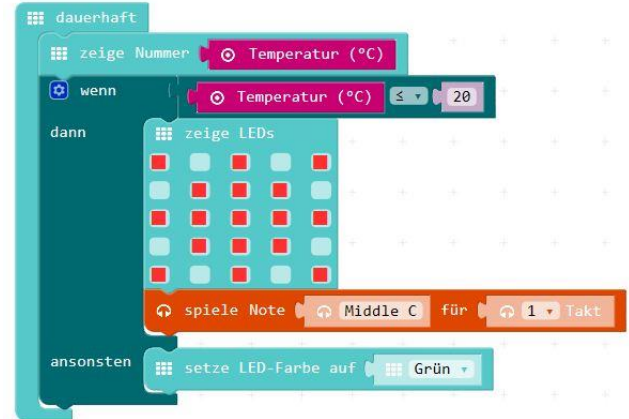 dauerhaft
zeige Nummer Temperatur (°C)
wenn Temperatur (°C) ≤ 20
dann zeige LEDs
spiele Note Middle C für 1 Takt
ansonsten setze LED-Farbe auf Grün